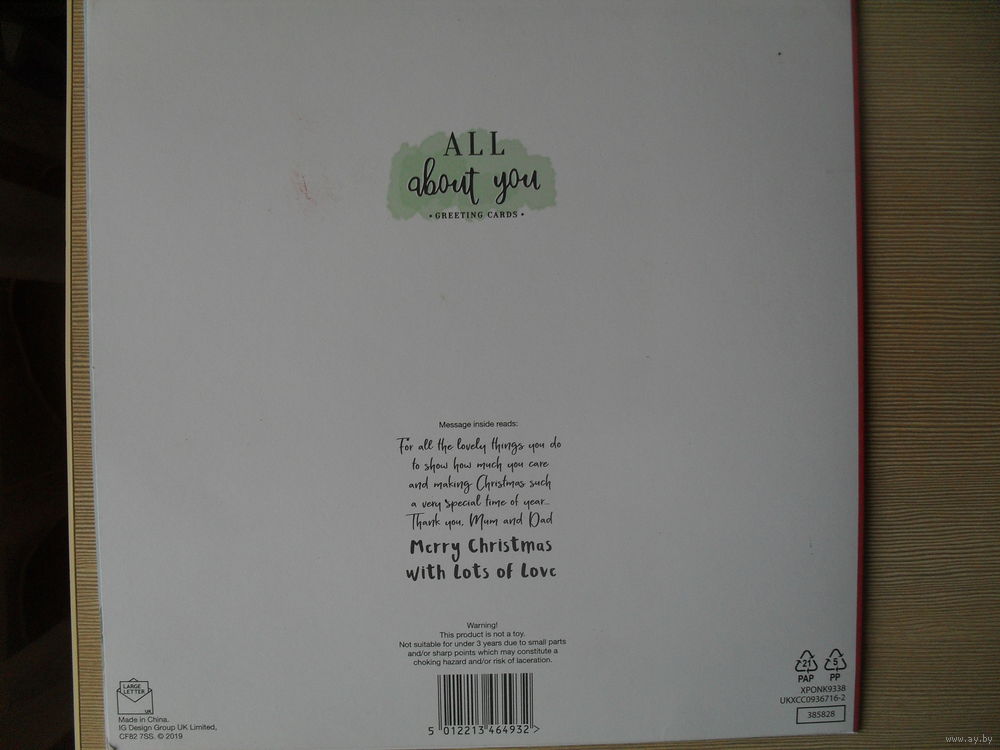 ALL
about you
• GREETING CARDS •
Message inside reads:
For all the lovely things you do
to show how much you care
and making Christmas such
a very special time of year...
Thank you, Mum and Dad
Merry Christmas
with Lots of Love
Warning!
This product is not a toy.
Not suitable for under 3 years due to small parts
and/or sharp points which may constitute a
choking hazard and/or risk of laceration.
5 012213 464932 >
LARGE
LETTER
UK
Made in China.
IG Design Group UK Limited,
CF82 7SS. © 2019
21 5
PAP PP
XPONK9338
UKXCC0936716-2
385828
www.ay.by